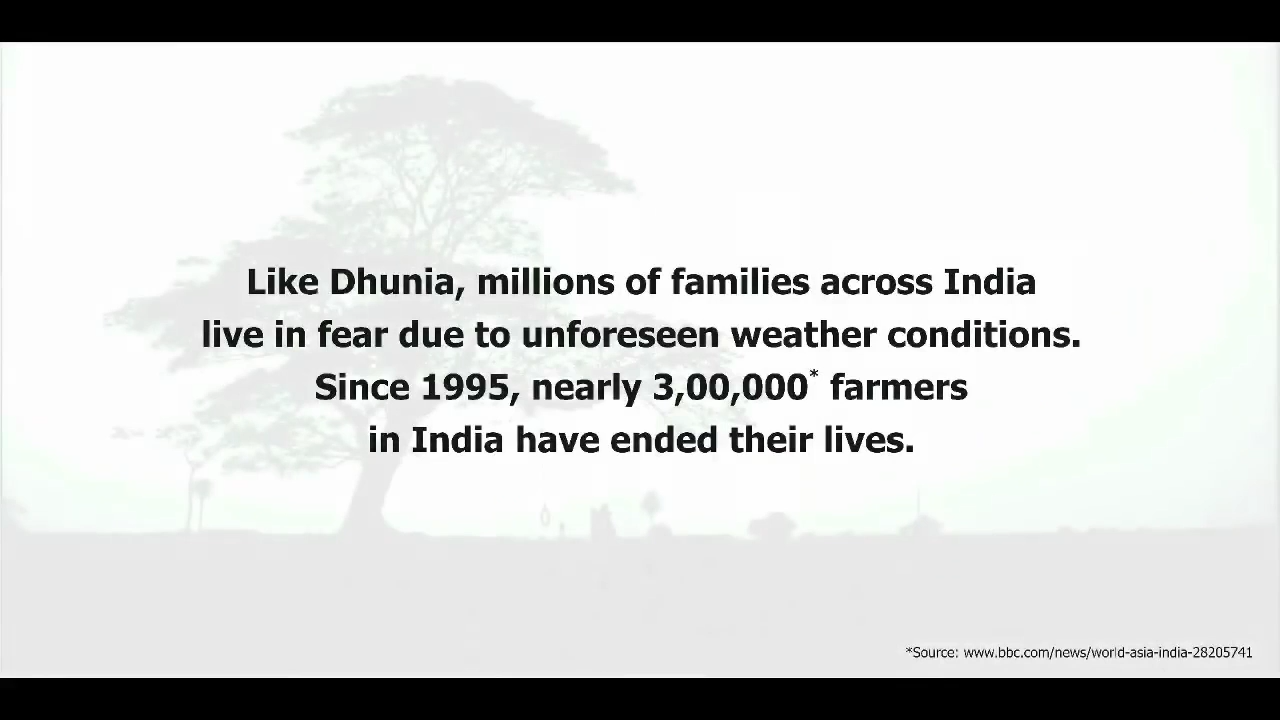 Like Dhunia, millions of families across India
live in fear due to unforeseen weather conditions.
Since 1995, nearly 3,00,000* farmers
in India have ended their lives.
*Source: www.bbc.com/news/world-asia-india-28205741